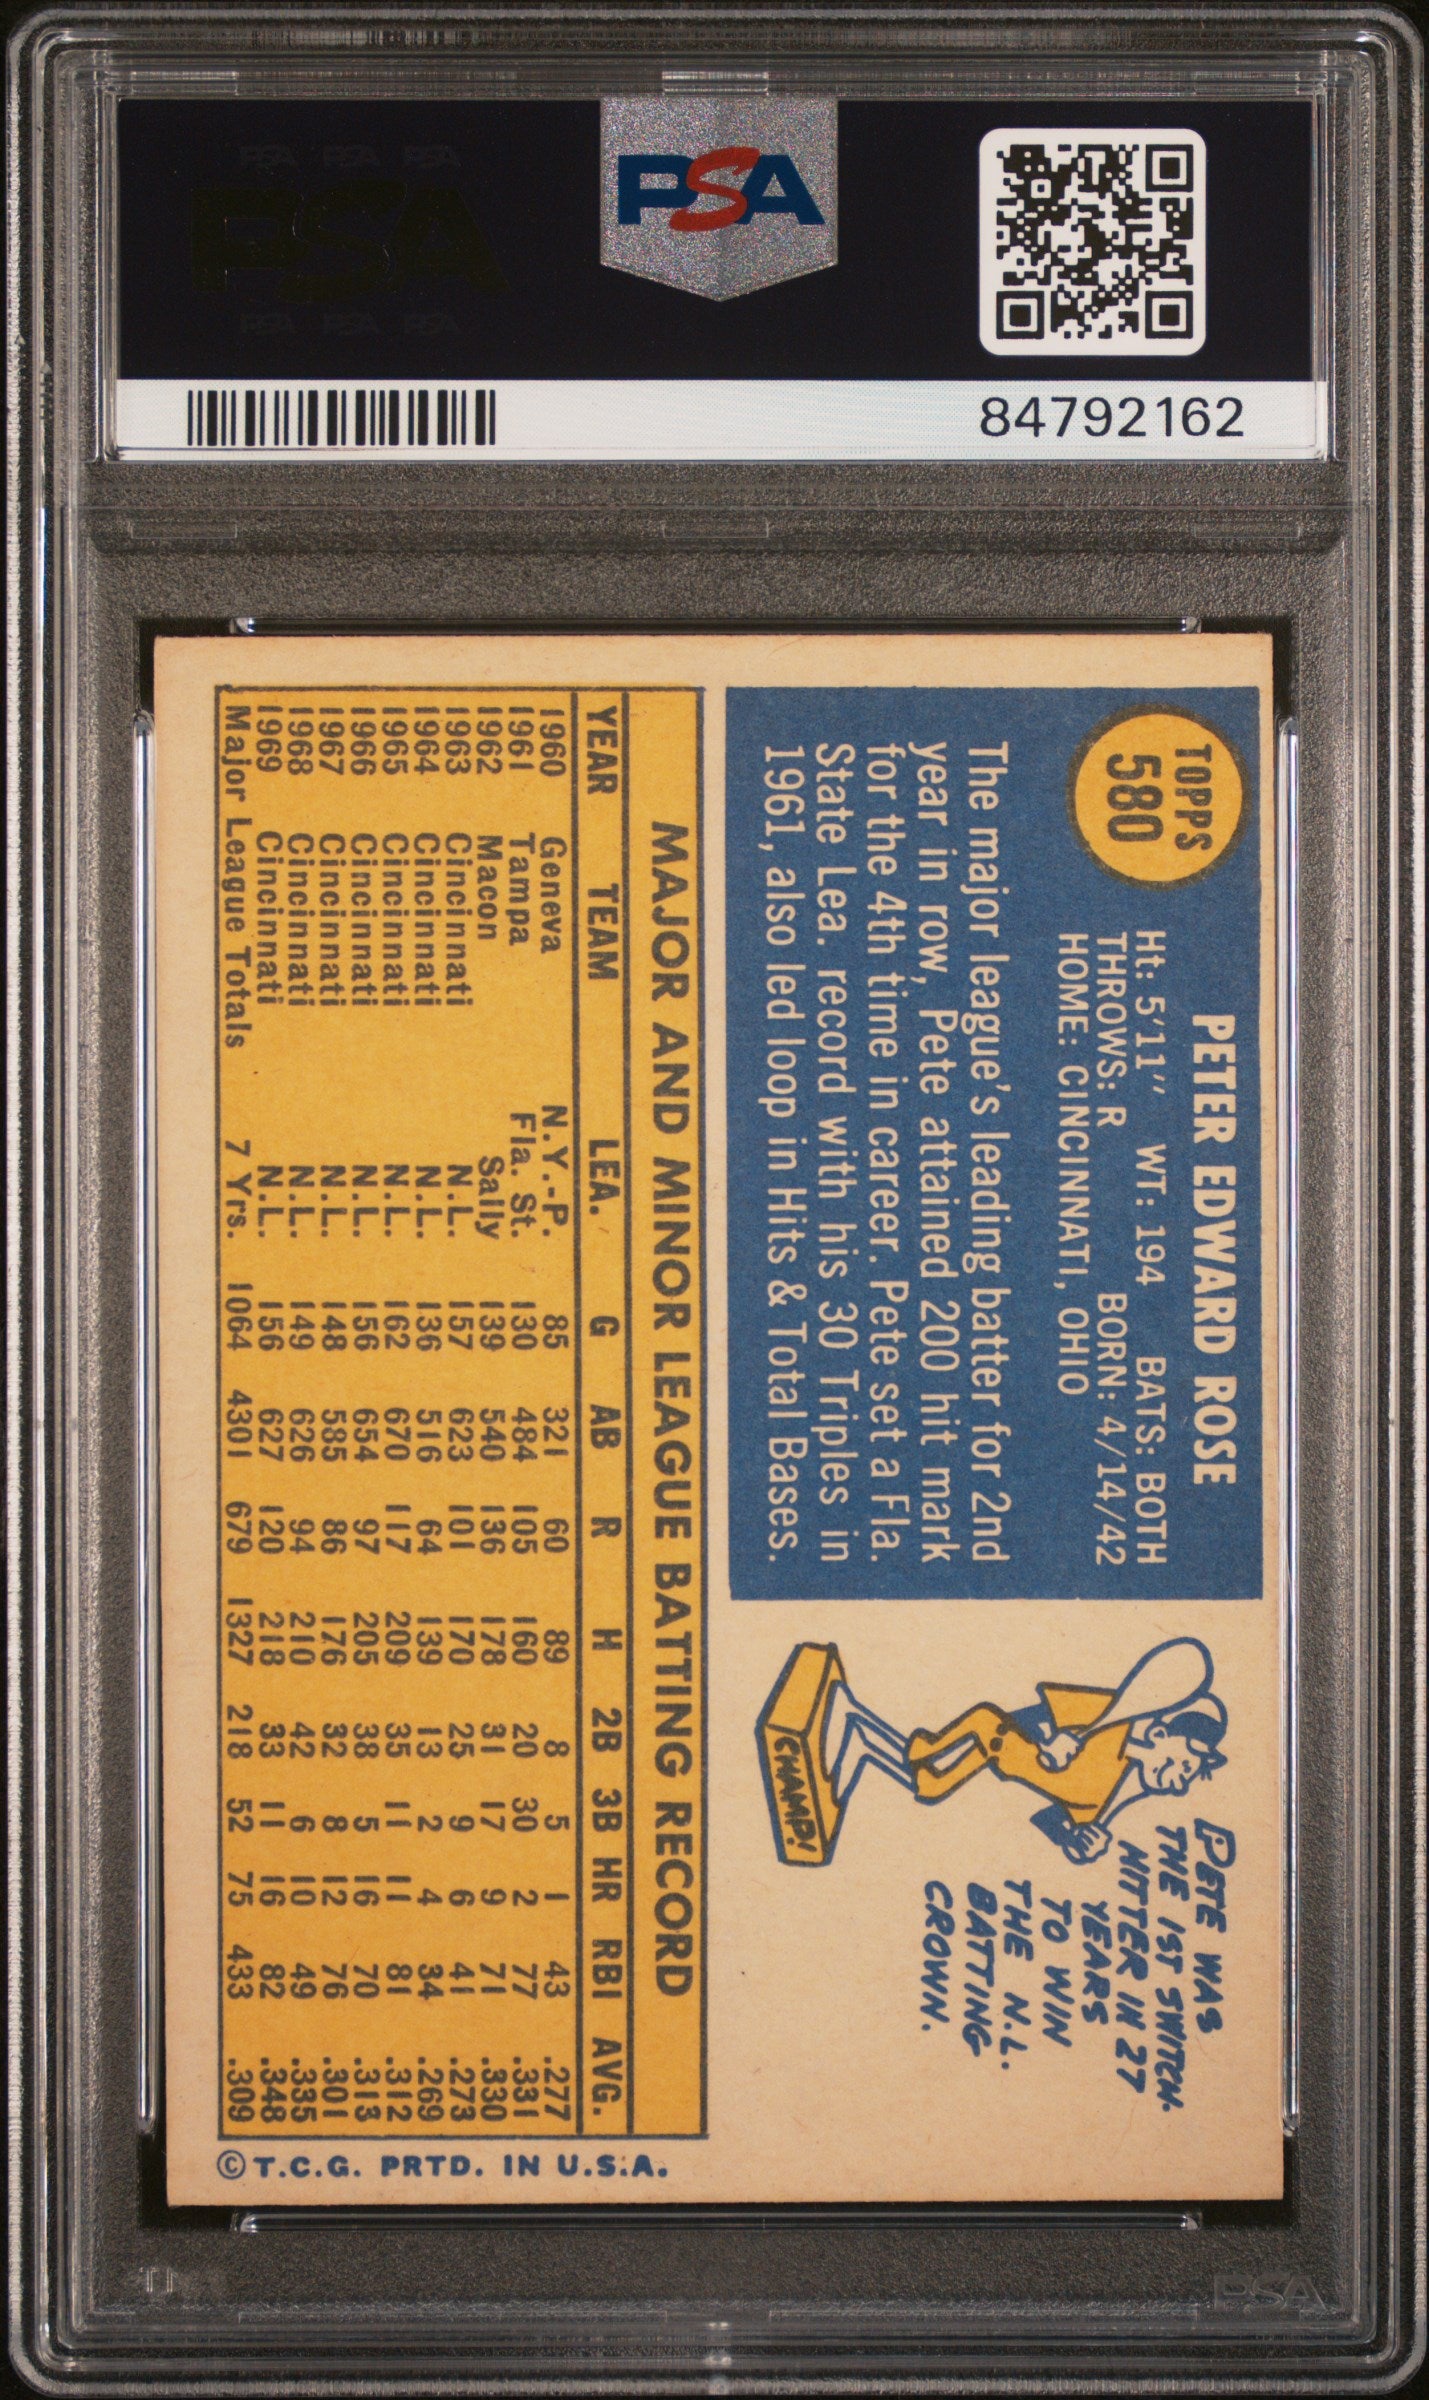 PSA PSA PSA
PSA
PSA PSA PSA
PSA
84792162
TOPPS
580
PETER EDWARD ROSE
Ht: 5'11" WT: 194 BATS: BOTH
THROWS: R BORN: 4/14/42
HOME: CINCINNATI, OHIO
The major league's leading batter for 2nd
year in row, Pete attained 200 hit mark
for the 4th time in career. Pete set a Fla.
State Lea. record with his 30 Triples in
1961, also led loop in Hits & Total Bases.
PETE WAS
THE 1ST SWITCH-
HITTER IN 27
YEARS
TO WIN
THE N.L.
BATTING
CROWN.
CHAMP!
MAJOR AND MINOR LEAGUE BATTING RECORD
YEAR TEAM LEA. G AB R H 2B 3B HR RBI AVG.
1960 Geneva N.Y.-P. 85 321 60 89 8 5 1 43 .277
1961 Tampa Fla. St. 130 484 105 160 20 30 2 77 .331
1962 Macon Sally 139 540 136 178 31 17 9 71 .330
1963 Cincinnati N.L. 157 623 101 170 25 9 6 41 .273
1964 Cincinnati N.L. 136 516 64 139 13 2 4 34 .269
1965 Cincinnati N.L. 162 670 117 209 35 11 11 81 .312
1966 Cincinnati N.L. 156 654 97 205 38 5 16 70 .313
1967 Cincinnati N.L. 148 585 86 176 32 8 12 76 .301
1968 Cincinnati N.L. 149 626 94 210 42 6 10 49 .335
1969 Cincinnati N.L. 156 627 120 218 33 11 16 82 .348
Major League Totals 7 Yrs. 1064 4301 679 1327 218 52 75 433 .309
© T.C.G. PRTD. IN U.S.A.
PSA